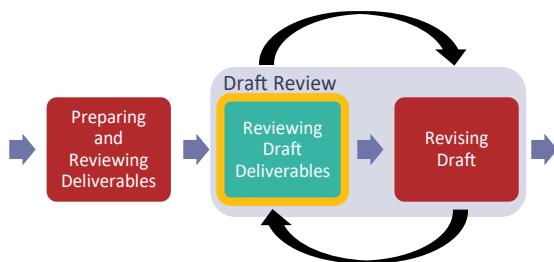 Draft Review
Preparing
and
Reviewing
Deliverables
Reviewing
Draft
Deliverables
Revising
Draft